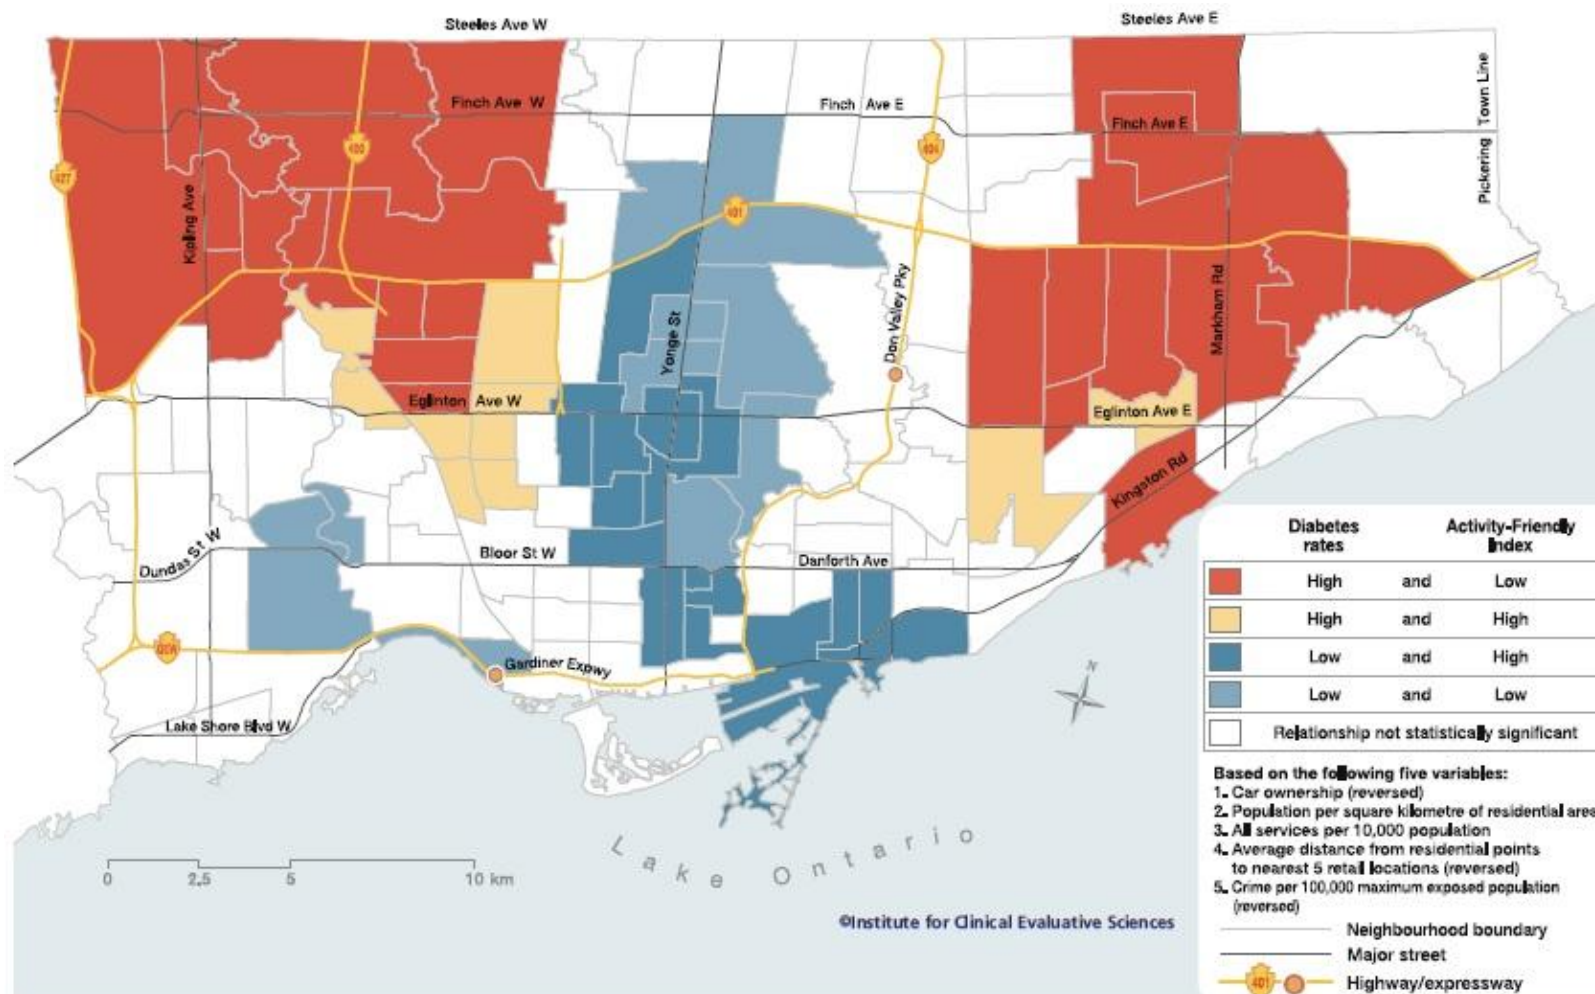 Steeles Ave W
Steeles Ave E
Finch Ave W
Finch Ave E
Finch Ave E
Pickering Town Line
427
400
404
401
Kipling Ave
Yonge St
Don Valley Pky
Markham Rd
Eglinton Ave W
Eglinton Ave E
Kingston Rd
Dundas St W
Bloor St W
Danforth Ave
QEW
Gardiner Expwy
Lake Shore Blvd W
N
Lake Ontario
0 2.5 5 10 km
©Institute for Clinical Evaluative Sciences
Diabetes rates Activity-Friendly Index
High and Low
High and High
Low and High
Low and Low
Relationship not statistically significant
Based on the following five variables:
1. Car ownership (reversed)
2. Population per square kilometre of residential area
3. All services per 10,000 population
4. Average distance from residential points
to nearest 5 retail locations (reversed)
5. Crime per 100,000 maximum exposed population
(reversed)
Neighbourhood boundary
Major street
401 Highway/expressway